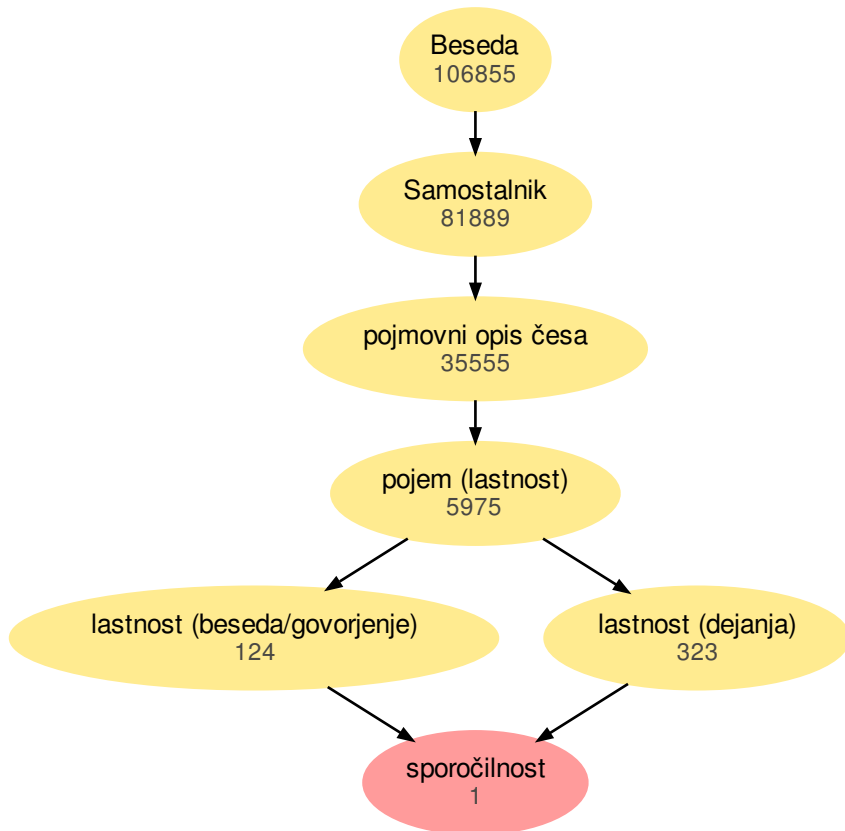 Beseda
106855
Samostalnik
81889
pojmovni opis česa
35555
pojem (lastnost)
5975
lastnost (beseda/govorjenje)
124
lastnost (dejanja)
323
sporočilnost
1